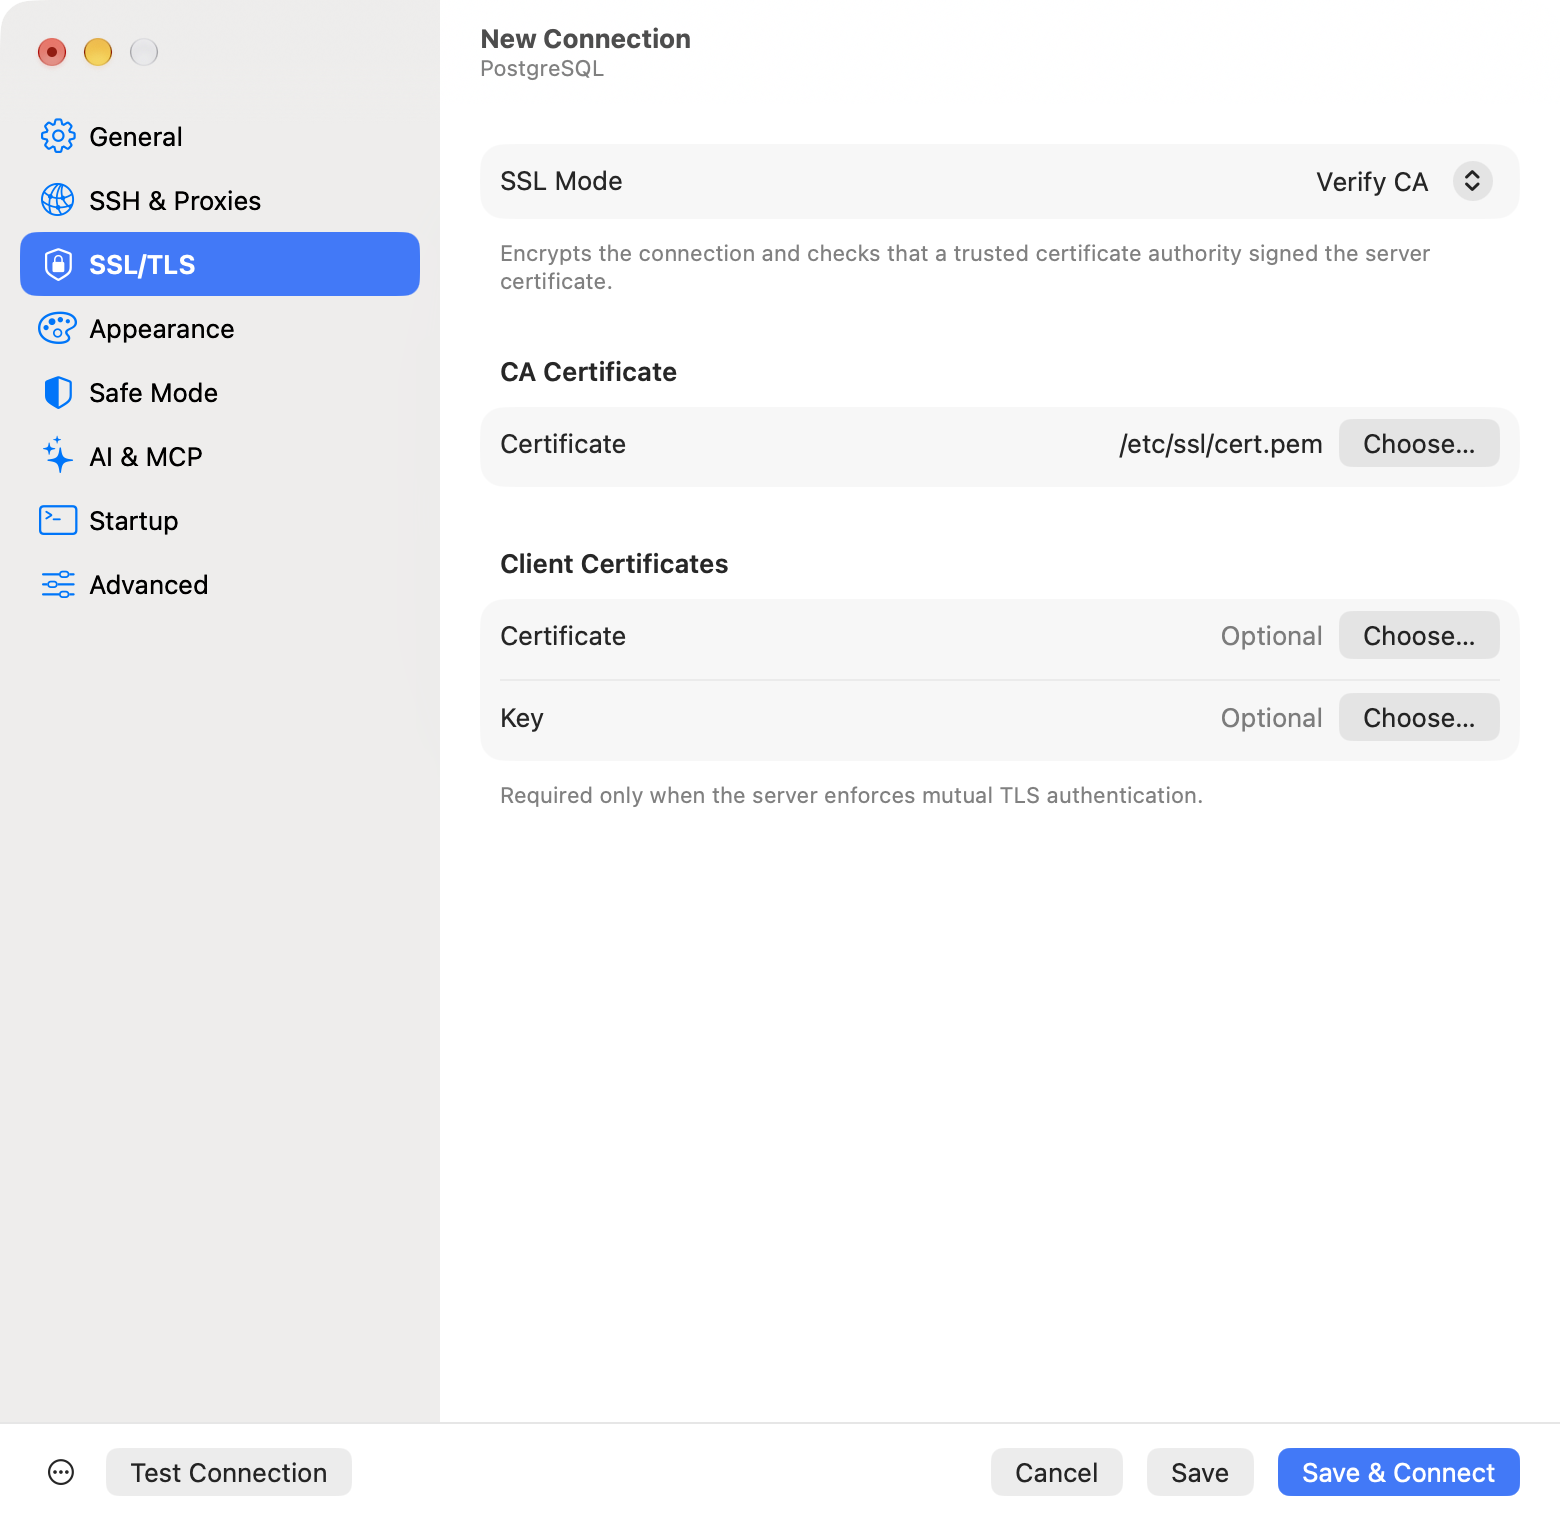 New Connection
PostgreSQL
General
SSH & Proxies
SSL/TLS
Appearance
Safe Mode
AI & MCP
Startup
Advanced
SSL Mode
Verify CA
Encrypts the connection and checks that a trusted certificate authority signed the server
certificate.
CA Certificate
Certificate
/etc/ssl/cert.pem
Choose...
Client Certificates
Certificate
Optional
Choose...
Key
Optional
Choose...
Required only when the server enforces mutual TLS authentication.
Test Connection
Cancel
Save
Save & Connect